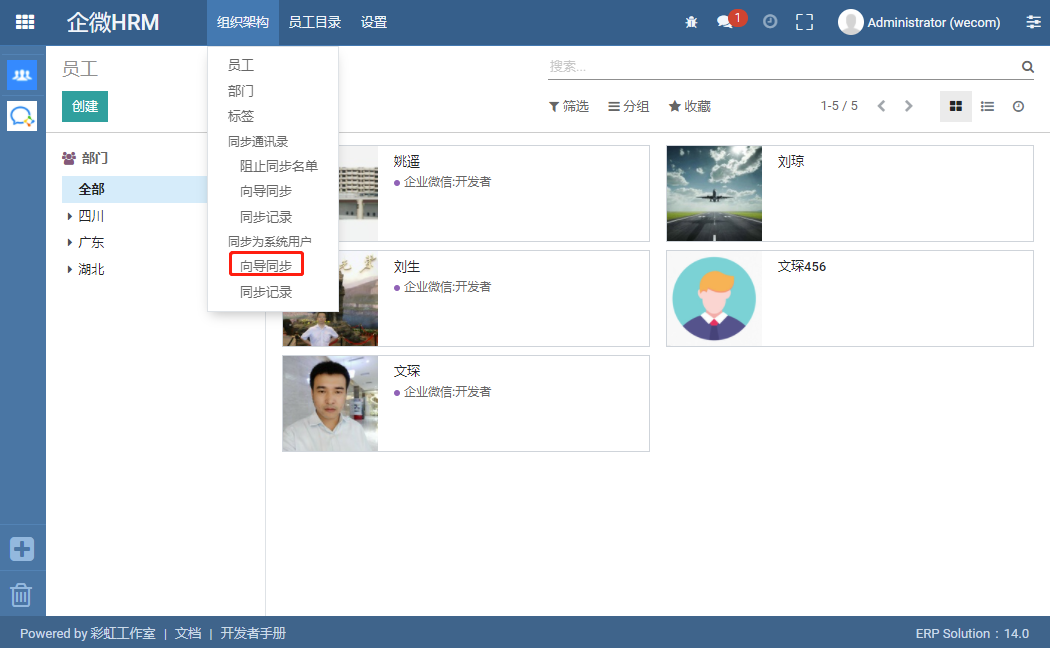 企微HRM 组织架构 员工目录 设置 1 Administrator (wecom)
员工 搜索...
创建 筛选 分组 收藏 1-5 / 5
员工
部门
标签
同步通讯录
阻止同步名单
向导同步
同步记录
同步为系统用户
向导同步
同步记录
部门
全部
四川
广东
湖北
姚遥
企业微信:开发者
刘琼
刘生
企业微信:开发者
文琛456
文琛
企业微信:开发者
Powered by 彩虹工作室 | 文档 | 开发者手册 ERP Solution：14.0